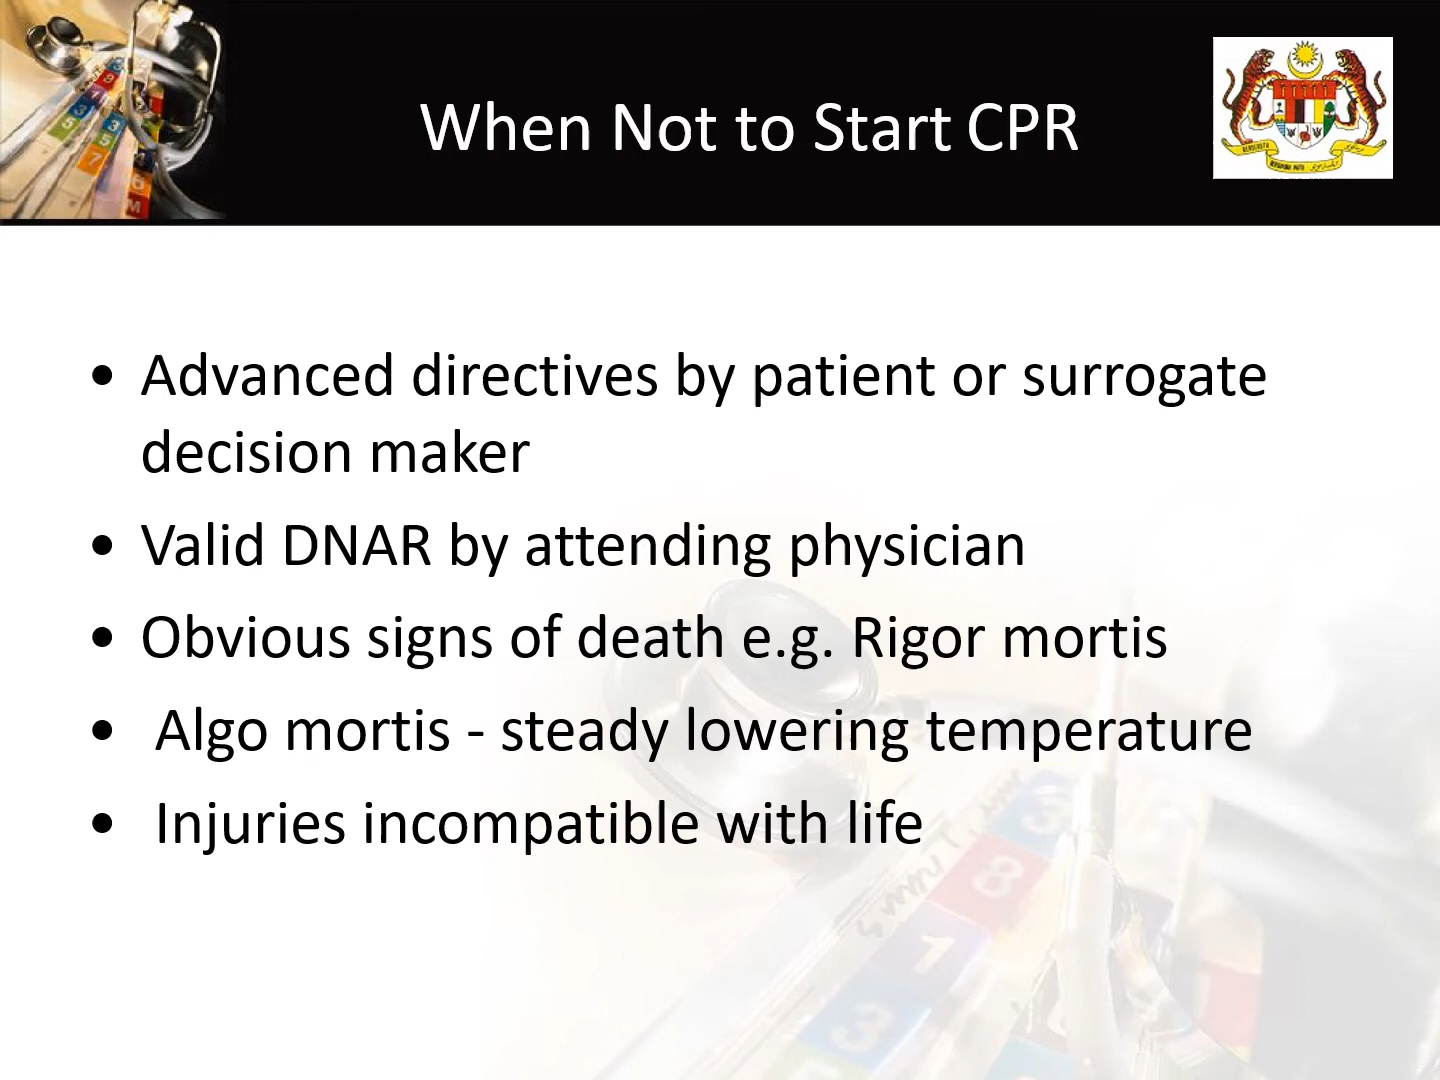 When Not to Start CPR
• Advanced directives by patient or surrogate
decision maker
• Valid DNAR by attending physician
• Obvious signs of death e.g. Rigor mortis
• Algo mortis - steady lowering temperature
• Injuries incompatible with life